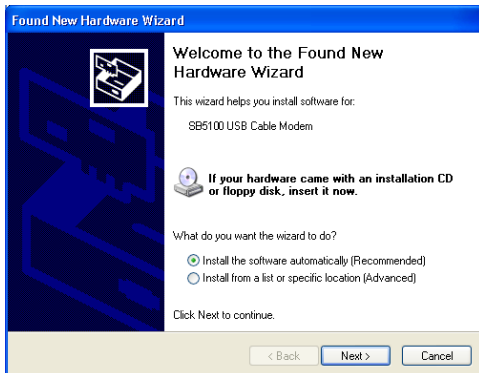 Found New Hardware Wizard
Welcome to the Found New
Hardware Wizard
This wizard helps you install software for:
SB5100 USB Cable Modem
If your hardware came with an installation CD
or floppy disk, insert it now.
What do you want the wizard to do?
Install the software automatically (Recommended)
Install from a list or specific location (Advanced)
Click Next to continue.
< Back Next > Cancel